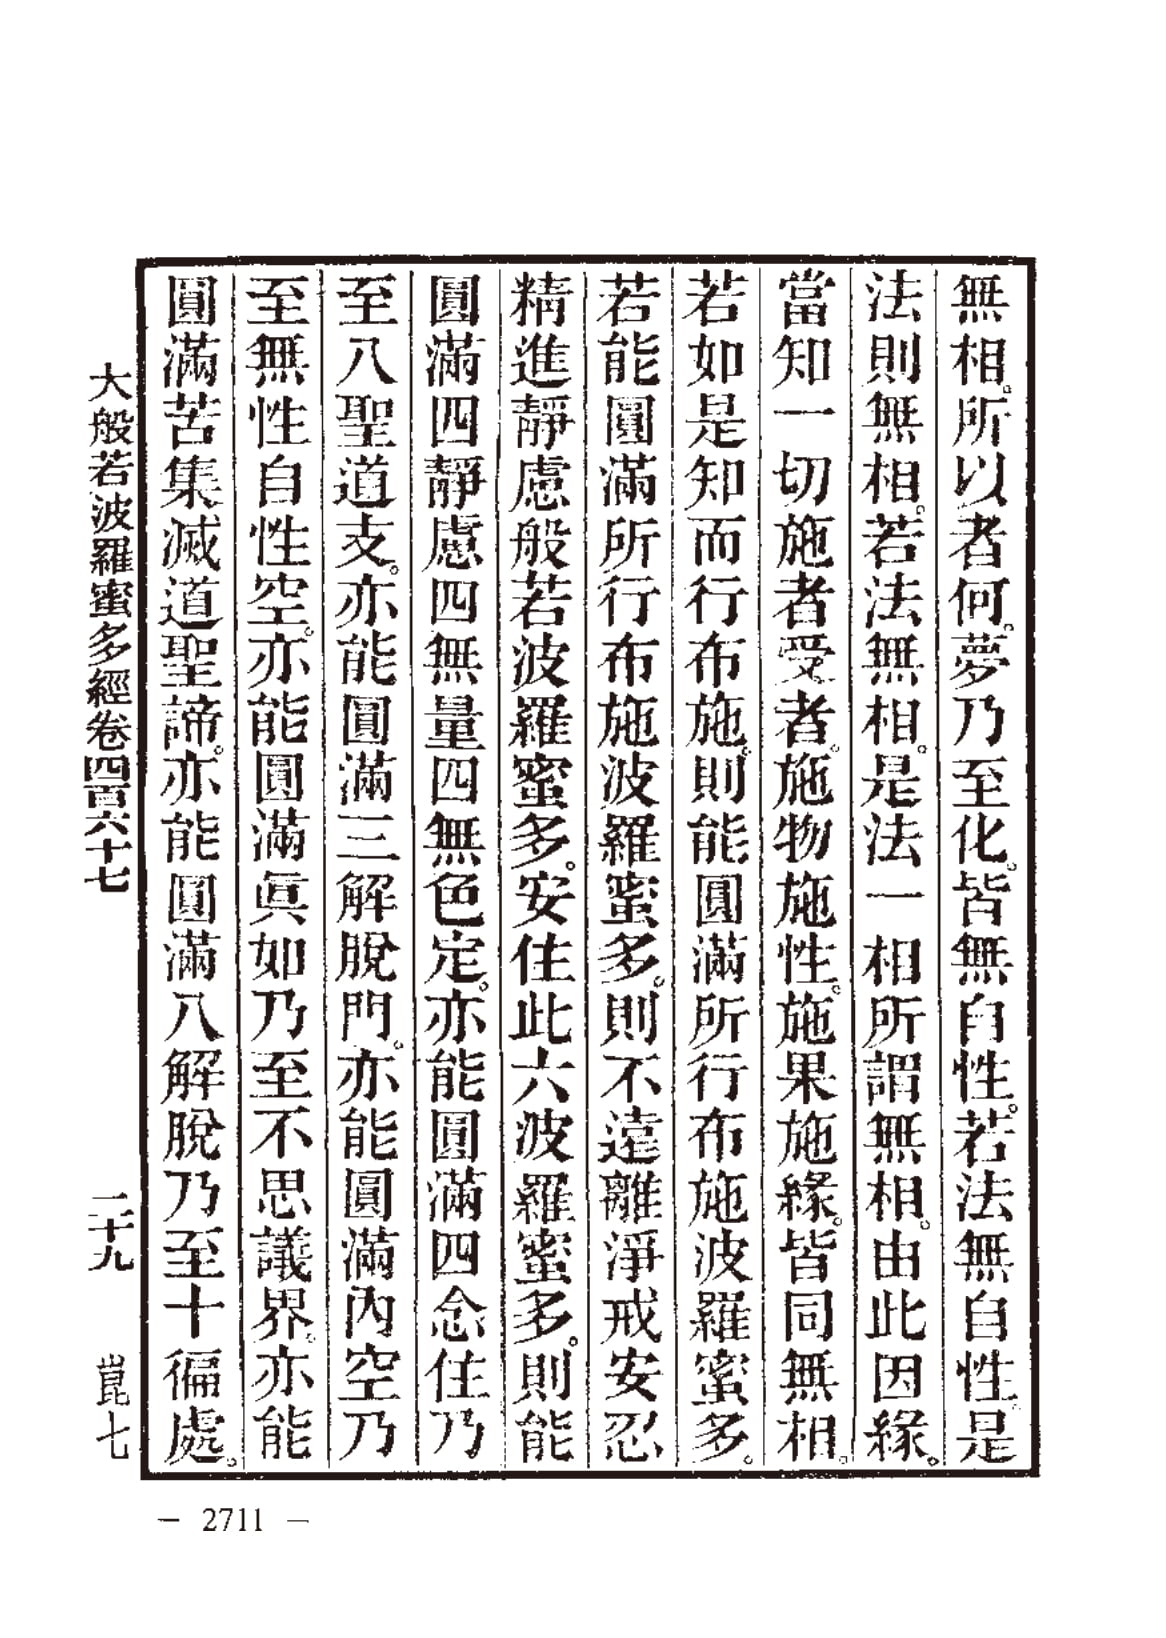 無相。所以者何。夢乃至化。皆無自性。若法無自性。是
法則無相。若法無相。是法一相所謂無相。由此因緣。
當知一切施者受者。施物施性。施果施緣。皆同無相。
若如是知而行布施。則能圓滿所行布施波羅蜜多。
若能圓滿所行布施波羅蜜多。則不遠離淨戒安忍
精進靜慮般若波羅蜜多。安住此六波羅蜜多。則能
圓滿四靜慮四無量四無色定。亦能圓滿四念住乃
至八聖道支。亦能圓滿三解脫門。亦能圓滿內空乃
至無性自性空。亦能圓滿眞如乃至不思議界。亦能
圓滿苦集滅道聖諦。亦能圓滿八解脫乃至十徧處。
大般若波羅蜜多經卷四百六十七 二十九 崑七
— 2711 —